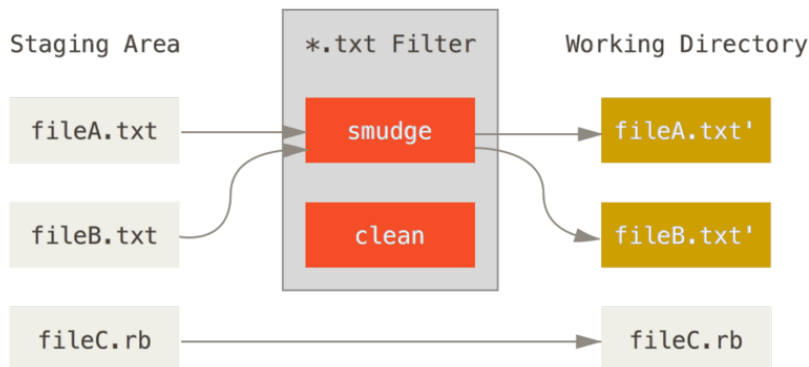 Staging Area
*.txt Filter
Working Directory
fileA.txt
smudge
fileA.txt'
fileB.txt
clean
fileB.txt'
fileC.rb
fileC.rb